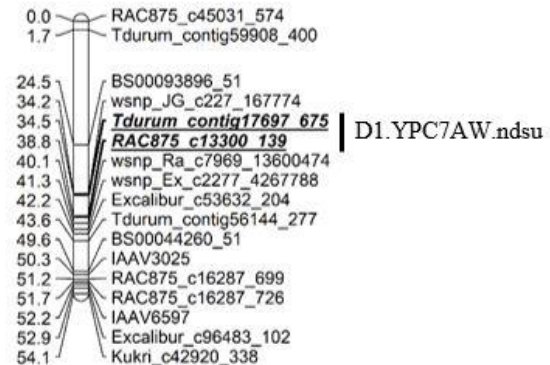 0.0 RAC875_c45031_574
1.7 Tdurum_contig59908_400
24.5 BS00093896_51
34.2 wsnp_JG_c227_167774
34.5 Tdurum_contig17697_675
D1.YPC7AW.ndsu
38.8 RAC875_c13300_139
40.1 wsnp_Ra_c7969_13600474
41.3 wsnp_Ex_c2277_4267788
42.2 Excalibur_c53632_204
43.6 Tdurum_contig56144_277
49.6 BS00044260_51
50.3 IAAV3025
51.2 RAC875_c16287_699
51.7 RAC875_c16287_726
52.2 IAAV6597
52.9 Excalibur_c96483_102
54.1 Kukri_c42920_338